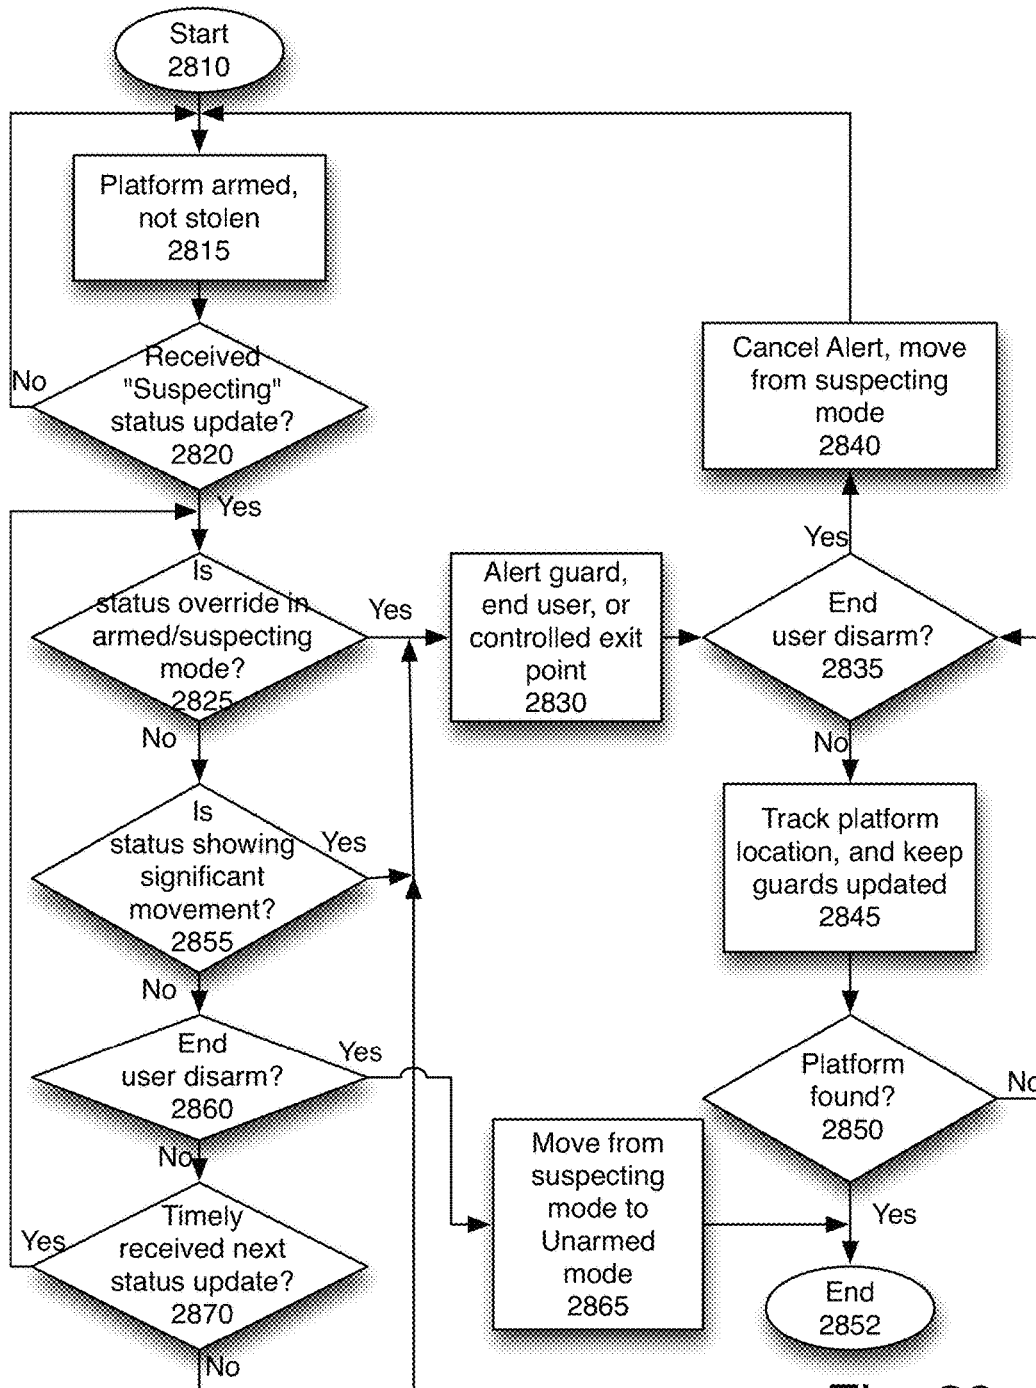 Start
2810
Platform armed,
not stolen
2815
Received
"Suspecting"
status update?
2820
No
Yes
Is
status override in
armed/suspecting
mode?
2825
Yes
No
Alert guard,
end user, or
controlled exit
point
2830
End
user disarm?
2835
Yes
No
Cancel Alert, move
from suspecting
mode
2840
Track platform
location, and keep
guards updated
2845
Platform
found?
2850
No
Yes
End
2852
Is
status showing
significant
movement?
2855
Yes
No
End
user disarm?
2860
Yes
No
Move from
suspecting
mode to
Unarmed
mode
2865
Timely
received next
status update?
2870
Yes
No